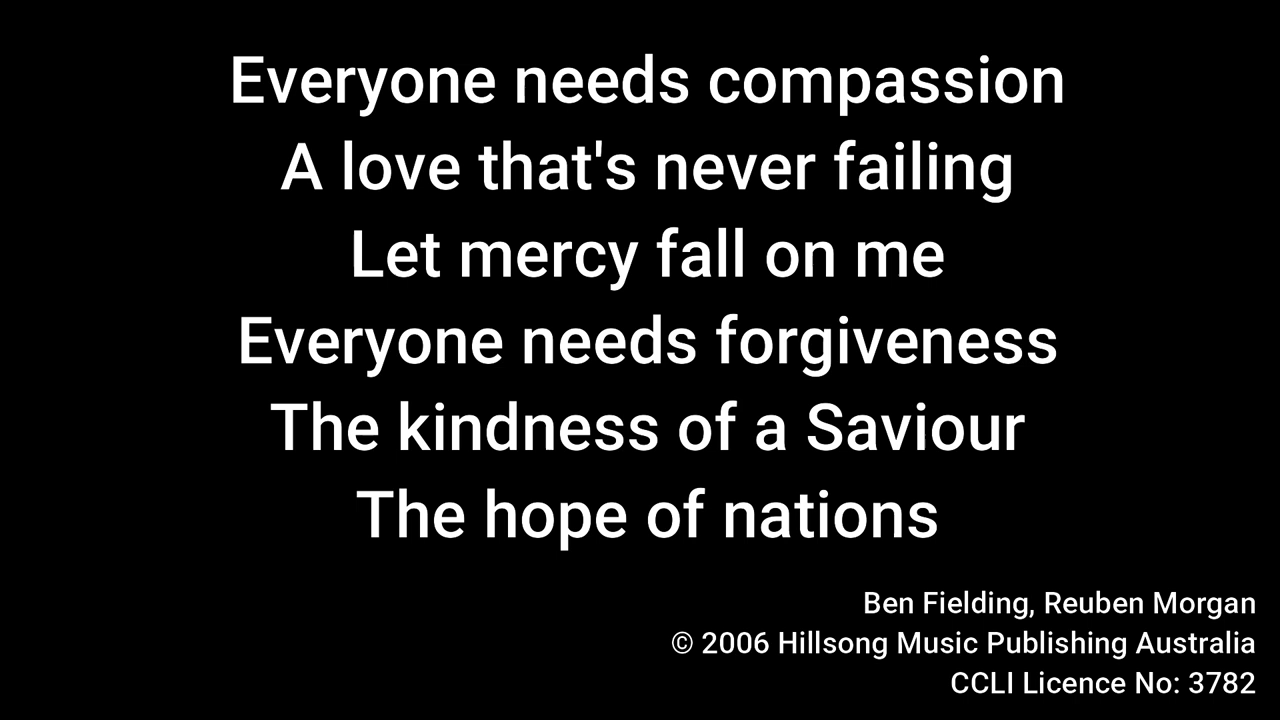 Everyone needs compassion
A love that's never failing
Let mercy fall on me
Everyone needs forgiveness
The kindness of a Saviour
The hope of nations
Ben Fielding, Reuben Morgan
© 2006 Hillsong Music Publishing Australia
CCLI Licence No: 3782